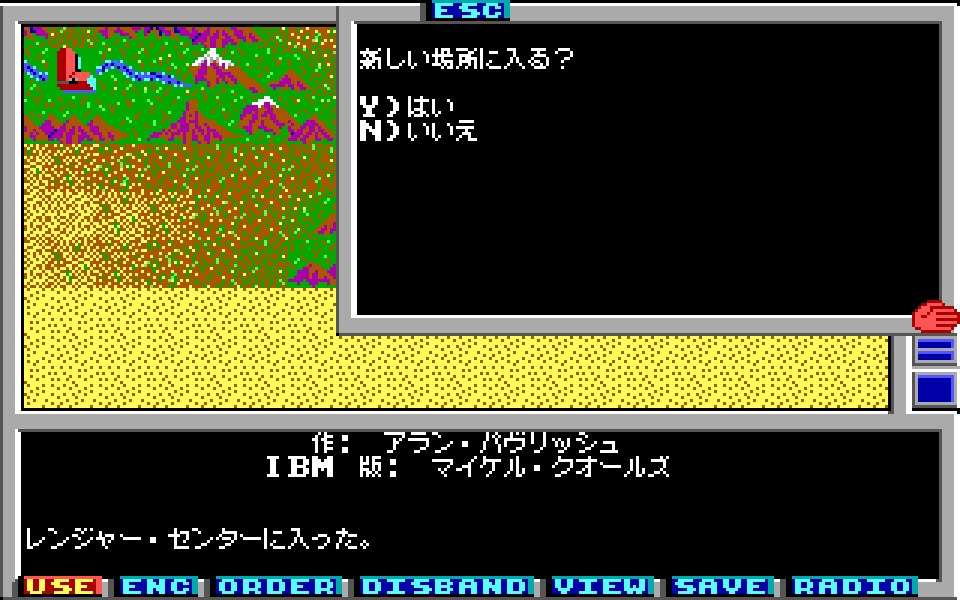 ESC
新しい場所に入る？
Y)はい
N)いいえ
作: アラン・パヴリッシュ
IBM 版: マイケル・クオールズ
レンジャー・センターに入った。
USE ENC ORDER DISBAND VIEW SAVE RADIO